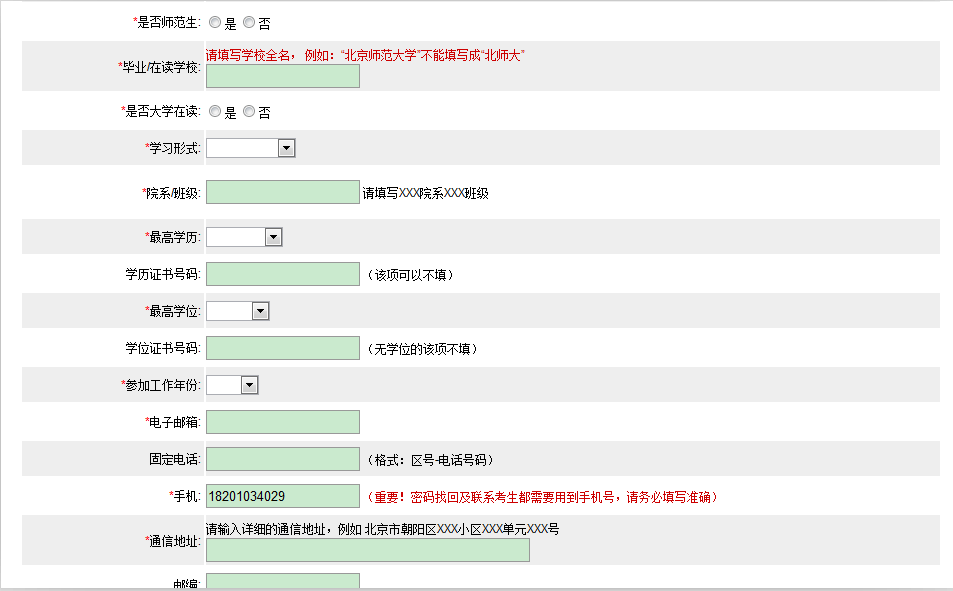 *是否师范生: 是 否
请填写学校全名，例如：“北京师范大学”不能填写成“北师大”
*毕业/在读学校:
*是否大学在读: 是 否
*学习形式:
*院系/班级: 请填写XXX院系XXX班级
*最高学历:
学历证书号码: （该项可以不填）
*最高学位:
学位证书号码: （无学位的该项不填）
*参加工作年份:
*电子邮箱:
固定电话: （格式：区号-电话号码）
*手机: 18201034029 （重要！密码找回及联系考生都需要用到手机号，请务必填写准确）
请输入详细的通信地址，例如 北京市朝阳区XXX小区XXX单元XXX号
*通信地址:
邮编: